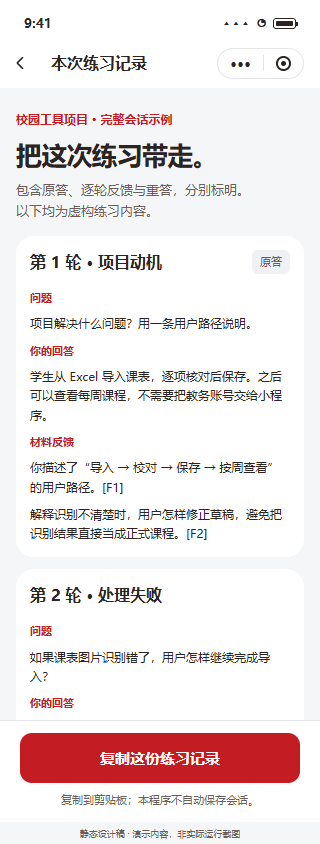 9:41
本次练习记录
校园工具项目 • 完整会话示例
把这次练习带走。
包含原答、逐轮反馈与重答，分别标明。
以下均为虚构练习内容。
第 1 轮 • 项目动机
原答
问题
项目解决什么问题？用一条用户路径说明。
你的回答
学生从 Excel 导入课表，逐项核对后保存。之后
可以查看每周课程，不需要把教务账号交给小程
序。
材料反馈
你描述了“导入 → 校对 → 保存 → 按周查看”
的用户路径。[F1]
解释识别不清楚时，用户怎样修正草稿，避免把
识别结果直接当成正式课程。[F2]
第 2 轮 • 处理失败
问题
如果课表图片识别错了，用户怎样继续完成导
入？
你的回答
复制这份练习记录
复制到剪贴板；本程序不自动保存会话。
静态设计稿 · 演示内容，非实际运行截图